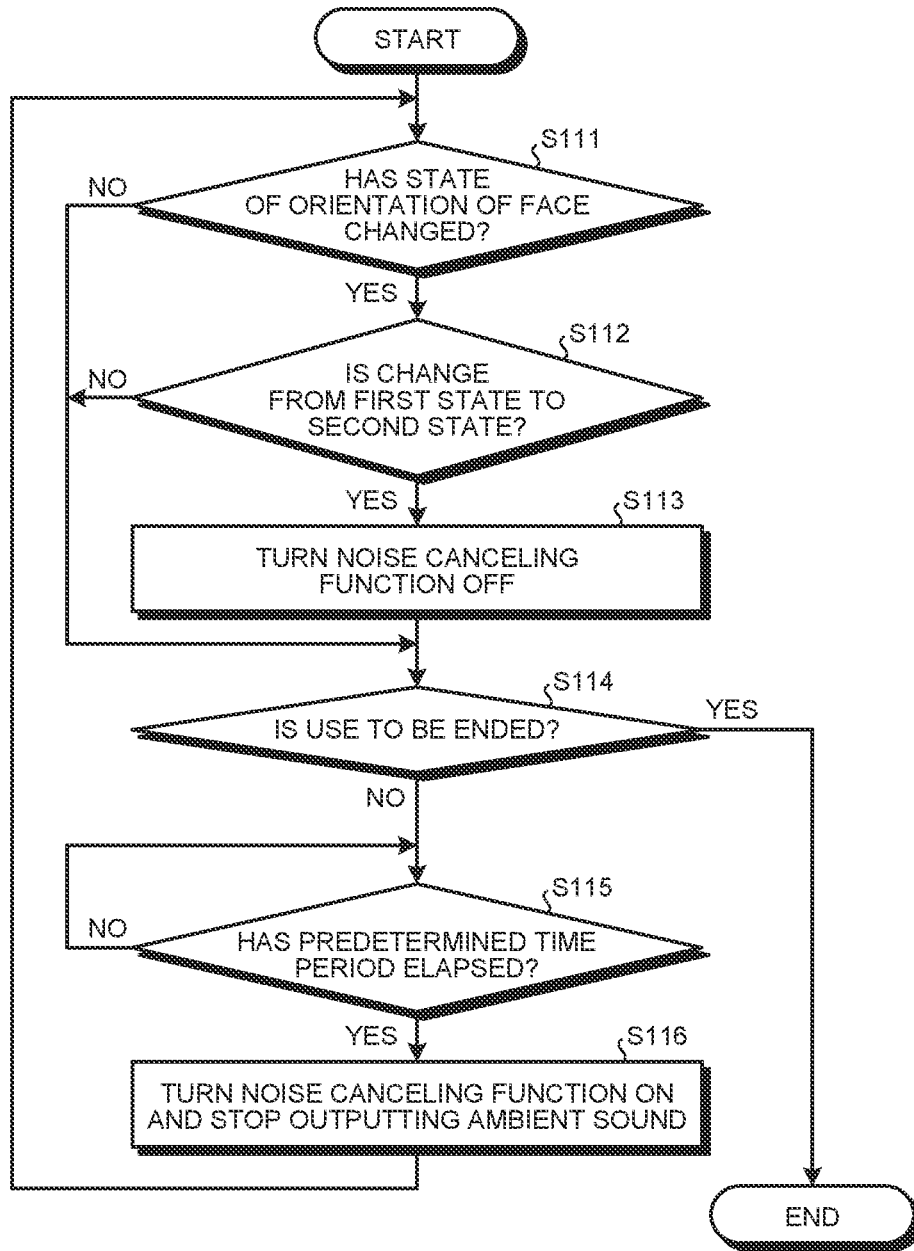 START
S111
HAS STATE
OF ORIENTATION OF FACE
CHANGED?
NO
YES
S112
IS CHANGE
FROM FIRST STATE TO
SECOND STATE?
NO
YES
S113
TURN NOISE CANCELING
FUNCTION OFF
S114
IS USE TO BE ENDED?
YES
NO
S115
HAS PREDETERMINED TIME
PERIOD ELAPSED?
NO
YES
S116
TURN NOISE CANCELING FUNCTION ON
AND STOP OUTPUTTING AMBIENT SOUND
END